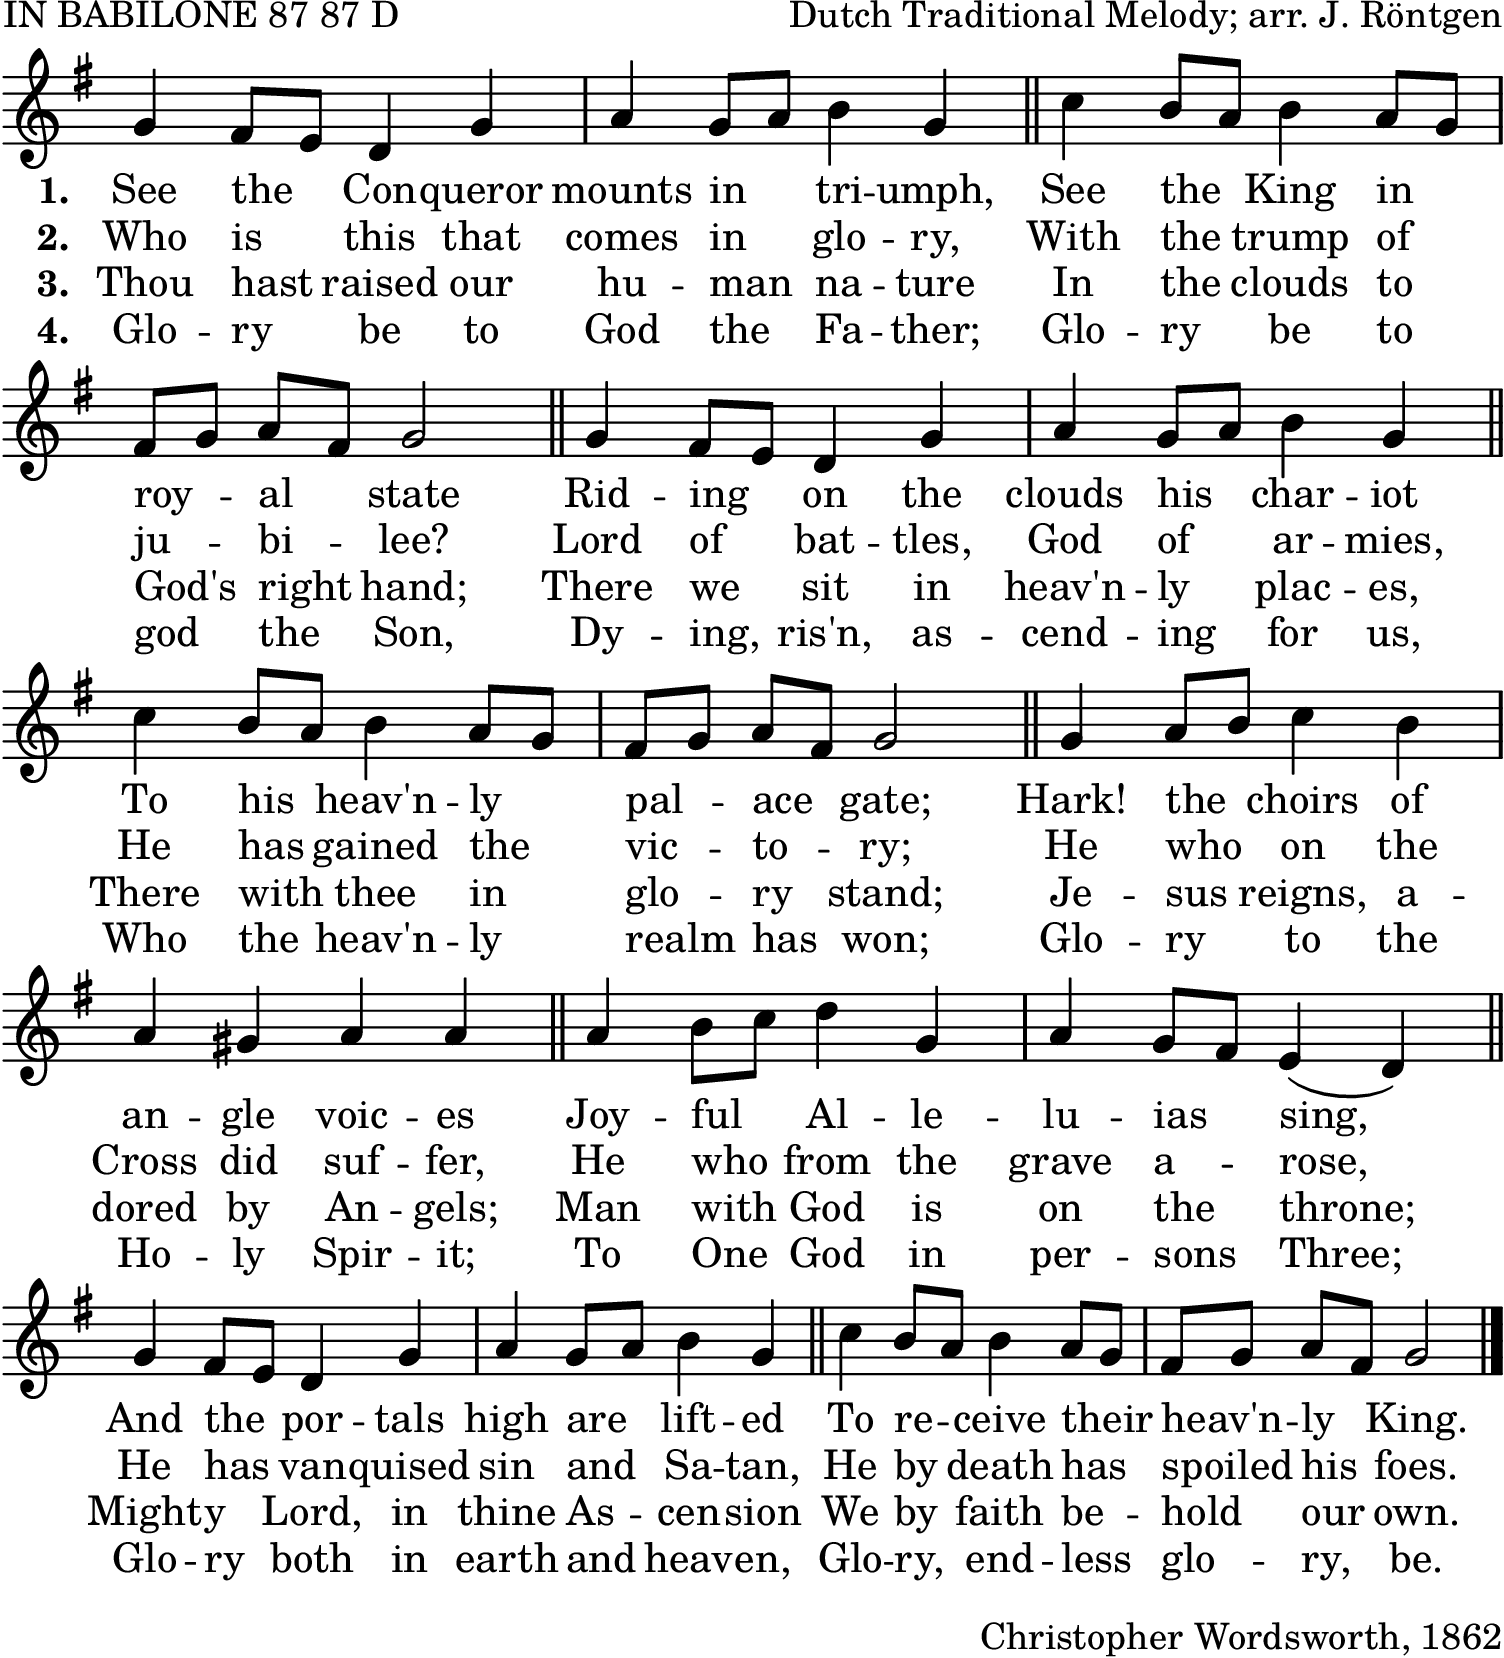 IN BABILONE 87 87 D
Dutch Traditional Melody; arr. J. Röntgen
1. See the Conqueror mounts in tri -- umph, See the King in
2. Who is this that comes in glo -- ry, With the trump of
3. Thou hast raised our hu -- man na -- ture In the clouds to
4. Glo -- ry be to God the Fa -- ther; Glo -- ry be to
roy -- al state Rid -- ing on the clouds his char -- iot
ju -- bi -- lee? Lord of bat -- tles, God of ar -- mies,
God's right hand; There we sit in heav'n -- ly plac -- es,
god the Son, Dy -- ing, ris'n, as -- cend -- ing for us,
To his heav'n -- ly pal -- ace gate; Hark! the choirs of
He has gained the vic -- to -- ry; He who on the
There with thee in glo -- ry stand; Je -- sus reigns, a --
Who the heav'n -- ly realm has won; Glo -- ry to the
an -- gle voic -- es Joy -- ful Al -- le -- lu -- ias sing,
Cross did suf -- fer, He who from the grave a -- rose,
dored by An -- gels; Man with God is on the throne;
Ho -- ly Spir -- it; To One God in per -- sons Three;
And the por -- tals high are lift -- ed To re -- ceive their heav'n -- ly King.
He has vanquised sin and Sa -- tan, He by death has spoiled his foes.
Mighty Lord, in thine As -- cension We by faith be -- hold our own.
Glo -- ry both in earth and heaven, Glo -- ry, end -- less glo -- ry, be.
Christopher Wordsworth, 1862